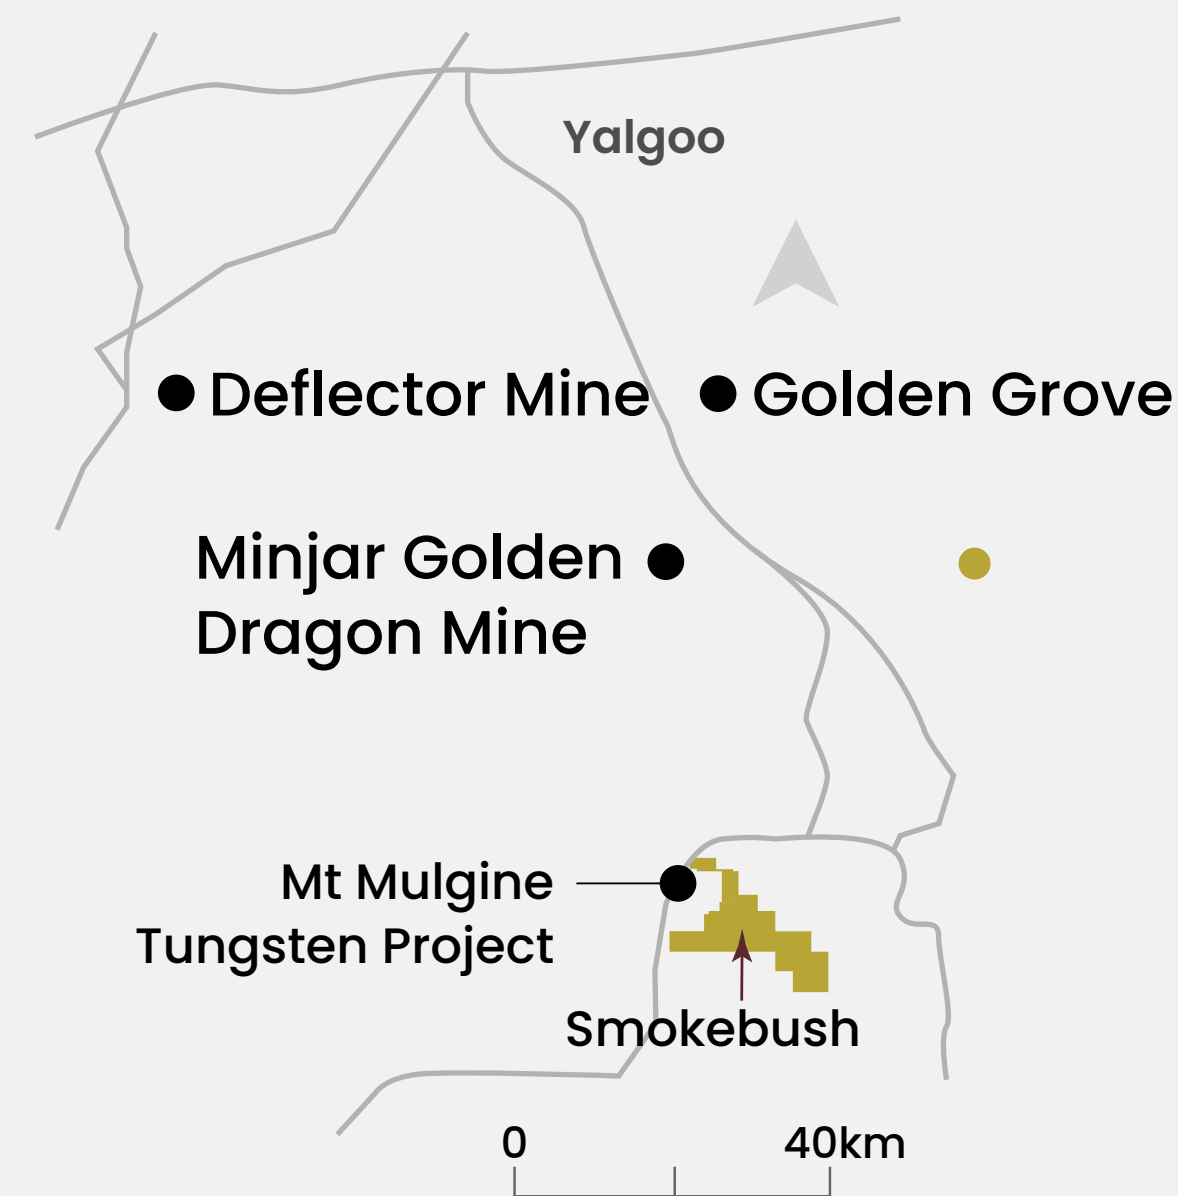 Yalgoo
Deflector Mine
Golden Grove
Minjar Golden
Dragon Mine
Mt Mulgine
Tungsten Project
Smokebush
0
40km